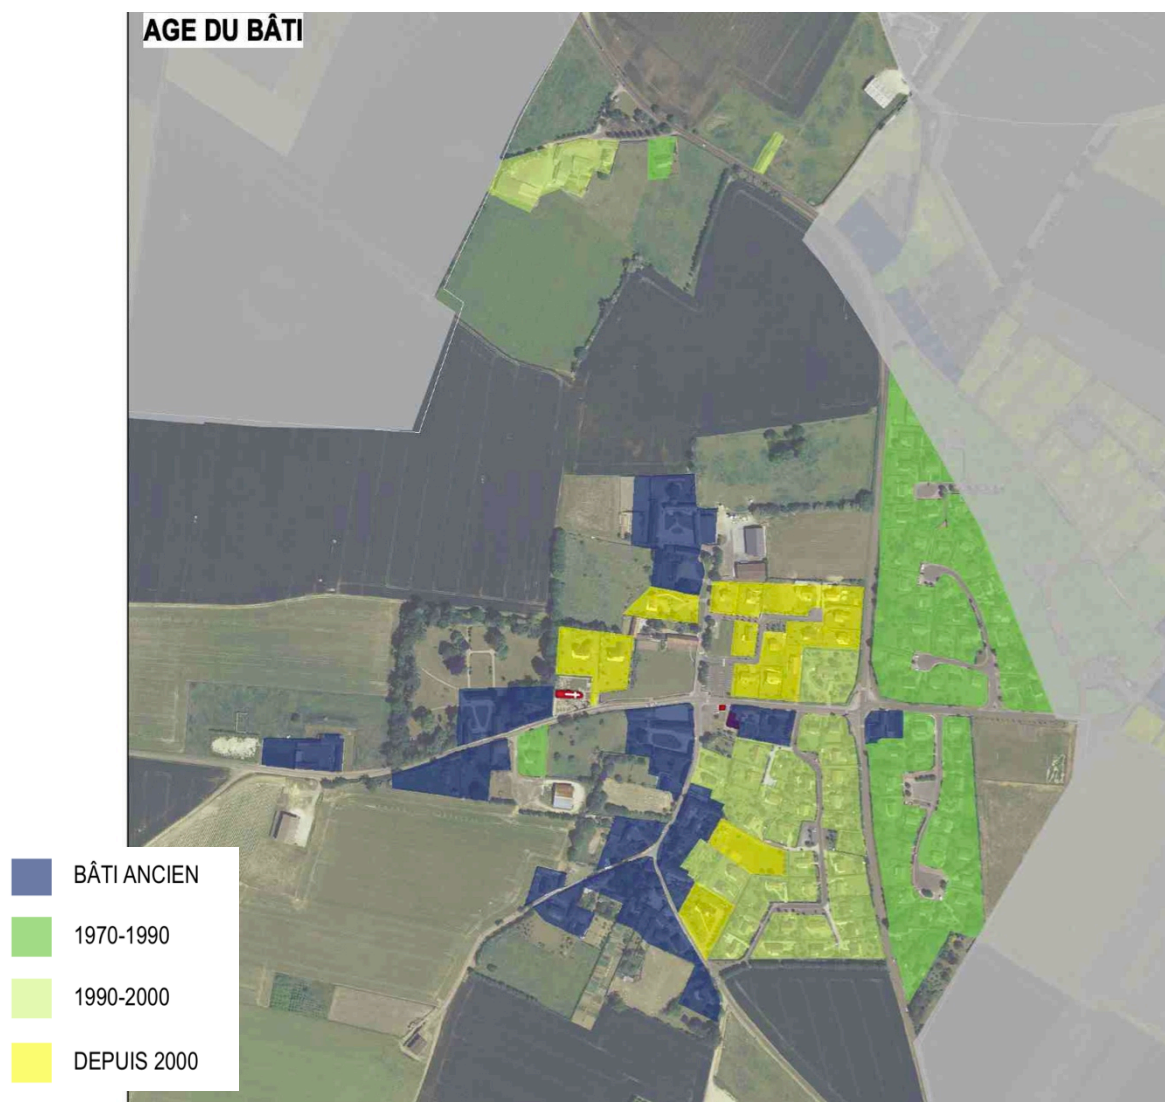 AGE DU BÂTI
BÂTI ANCIEN
1970-1990
1990-2000
DEPUIS 2000